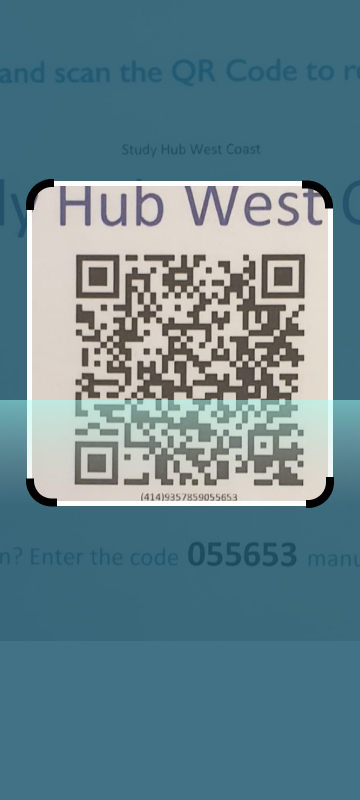 and scan the QR Code to r
Study Hub West Coast
ly Hub West C
(414)9357859055653
n? Enter the code 055653 manu